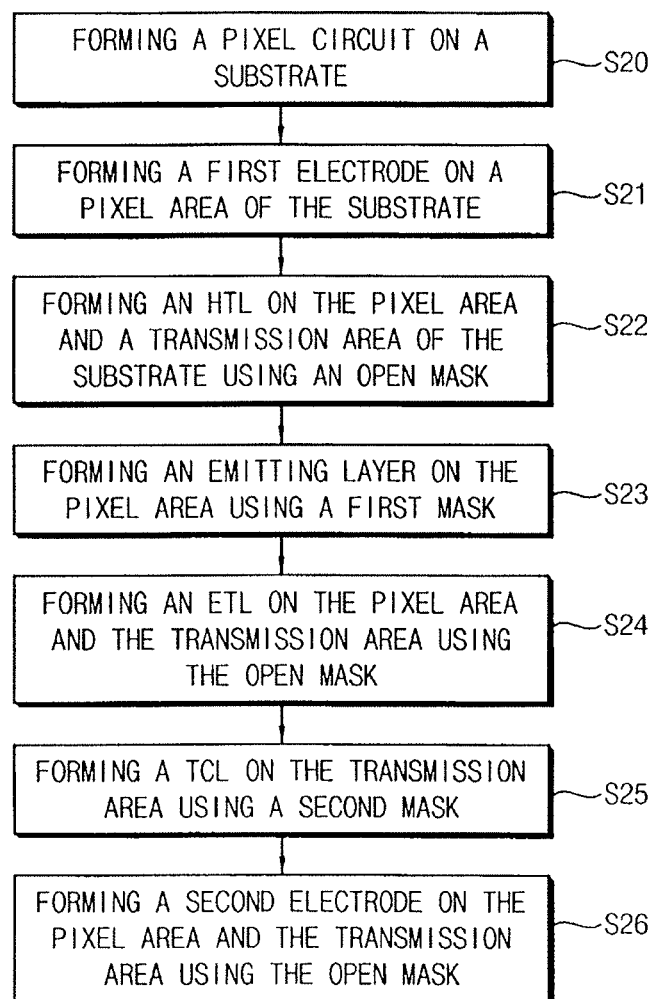 FORMING A PIXEL CIRCUIT ON A
SUBSTRATE
S20
FORMING A FIRST ELECTRODE ON A
PIXEL AREA OF THE SUBSTRATE
S21
FORMING AN HTL ON THE PIXEL AREA
AND A TRANSMISSION AREA OF THE
SUBSTRATE USING AN OPEN MASK
S22
FORMING AN EMITTING LAYER ON THE
PIXEL AREA USING A FIRST MASK
S23
FORMING AN ETL ON THE PIXEL AREA
AND THE TRANSMISSION AREA USING
THE OPEN MASK
S24
FORMING A TCL ON THE TRANSMISSION
AREA USING A SECOND MASK
S25
FORMING A SECOND ELECTRODE ON THE
PIXEL AREA AND THE TRANSMISSION
AREA USING THE OPEN MASK
S26